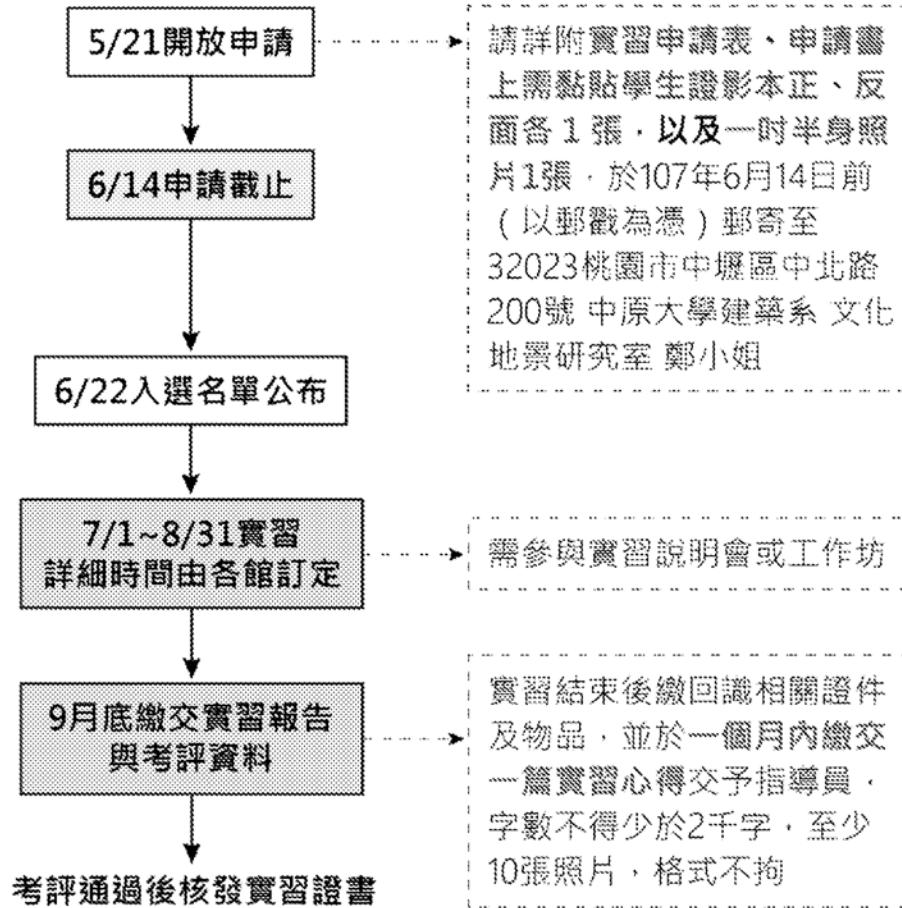 5/21開放申請
請詳附實習申請表、申請書
上需黏貼學生證影本正、反
面各1張，以及一吋半身照
片1張，於107年6月14日前
（以郵戳為憑）郵寄至
32023桃園市中壢區中北路
200號 中原大學建築系 文化
地景研究室 鄭小姐
6/14申請截止
6/22入選名單公布
7/1~8/31實習
詳細時間由各館訂定
需參與實習說明會或工作坊
9月底繳交實習報告
與考評資料
實習結束後繳回識相關證件
及物品，並於一個月內繳交
一篇實習心得交予指導員，
字數不得少於2千字，至少
10張照片，格式不拘
考評通過後核發實習證書